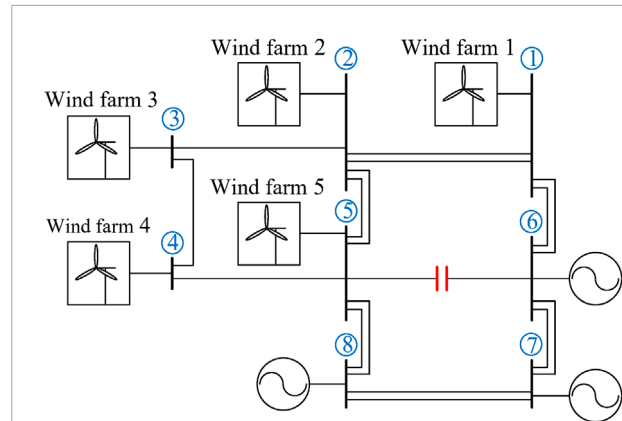 Wind farm 2
②
Wind farm 1
①
Wind farm 3
③
Wind farm 5
⑤
⑥
Wind farm 4
④
⑧
⑦